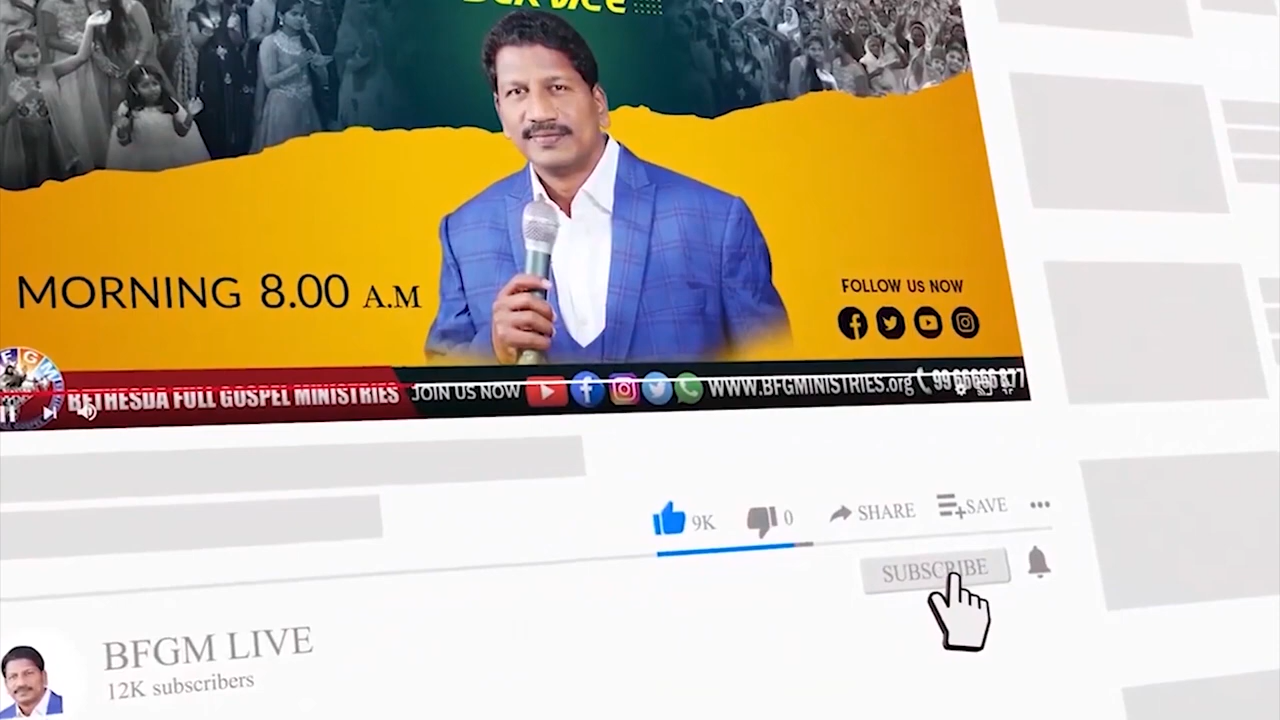 MORNING 8.00 A.M
FOLLOW US NOW
BETHESDA FULL GOSPEL MINISTRIES JOIN US NOW WWW.BFGMINISTRIES.org
9K 0 SHARE SAVE
SUBSCRIBE
BFGM LIVE
12K subscribers